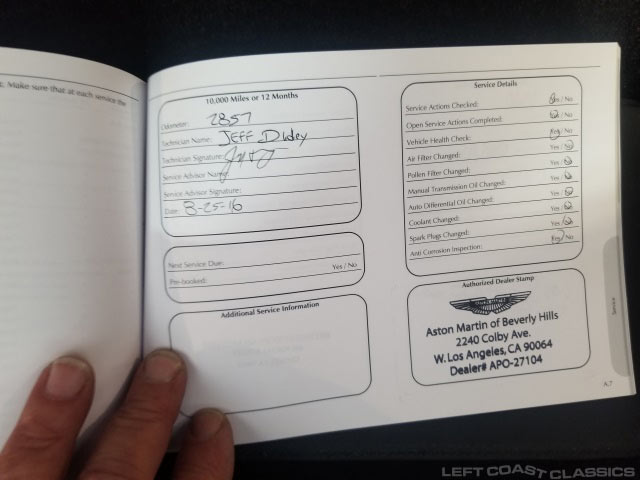 t. Make sure that at each service the
10,000 Miles or 12 Months
Odometer: 2857
Technician Name: JEFF
Technician Signature:
Service Advisor Name:
Service Advisor Signature:
Date: 8-25-16
Next Service Due: Yes / No
Pre-booked:
Additional Service Information
Service Details
Service Actions Checked: Yes / No
Open Service Actions Completed: Yes / No
Vehicle Health Check: Yes / No
Air Filter Changed: Yes / No
Pollen Filter Changed: Yes / No
Manual Transmission Oil Changed: Yes / No
Auto Differential Oil Changed: Yes / No
Coolant Changed: Yes / No
Spark Plugs Changed: Yes / No
Anti Corrosion Inspection: Yes / No
Authorized Dealer Stamp
Aston Martin of Beverly Hills
2240 Colby Ave.
W. Los Angeles, CA 90064
Dealer# APO-27104
Service
A.7
LEFT COAST CLASSICS